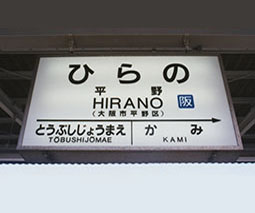 ひらの
平野
HIRANO
阪
(大阪市平野区)
とうぶしじょうまえ かみ
TŌBUSHIJŌMAE KAMI